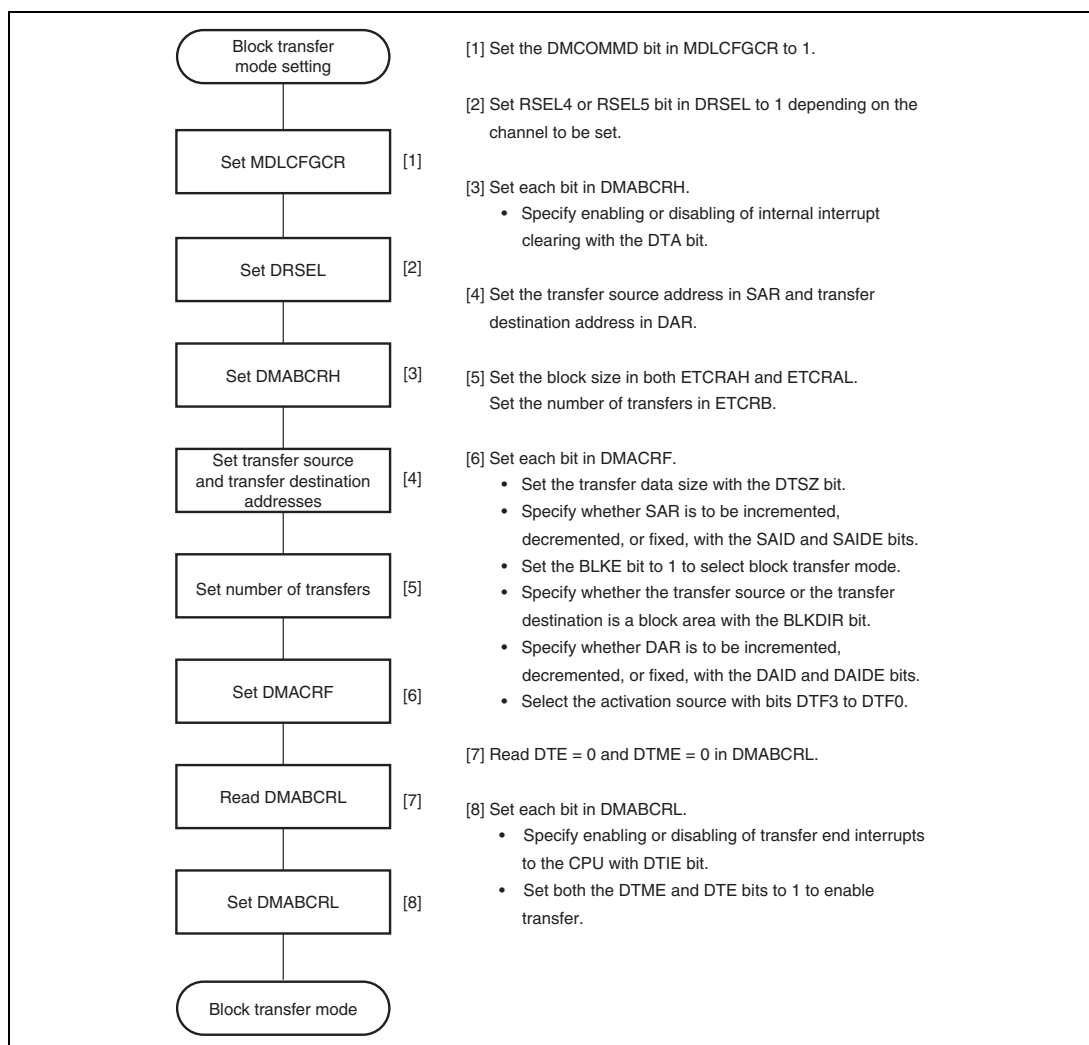 Block transfer
mode setting
Set MDLCFGCR
[1]
Set DRSEL
[2]
Set DMABCRH
[3]
Set transfer source
and transfer destination
addresses
[4]
Set number of transfers
[5]
Set DMACRF
[6]
Read DMABCRL
[7]
Set DMABCRL
[8]
Block transfer mode
[1] Set the DMCOMMD bit in MDLCFGCR to 1.
[2] Set RSEL4 or RSEL5 bit in DRSEL to 1 depending on the
channel to be set.
[3] Set each bit in DMABCRH.
• Specify enabling or disabling of internal interrupt
clearing with the DTA bit.
[4] Set the transfer source address in SAR and transfer
destination address in DAR.
[5] Set the block size in both ETCRAH and ETCRAL.
Set the number of transfers in ETCRB.
[6] Set each bit in DMACRF.
• Set the transfer data size with the DTSZ bit.
• Specify whether SAR is to be incremented,
decremented, or fixed, with the SAID and SAIDE bits.
• Set the BLKE bit to 1 to select block transfer mode.
• Specify whether the transfer source or the transfer
destination is a block area with the BLKDIR bit.
• Specify whether DAR is to be incremented,
decremented, or fixed, with the DAID and DAIDE bits.
• Select the activation source with bits DTF3 to DTF0.
[7] Read DTE = 0 and DTME = 0 in DMABCRL.
[8] Set each bit in DMABCRL.
• Specify enabling or disabling of transfer end interrupts
to the CPU with DTIE bit.
• Set both the DTME and DTE bits to 1 to enable
transfer.